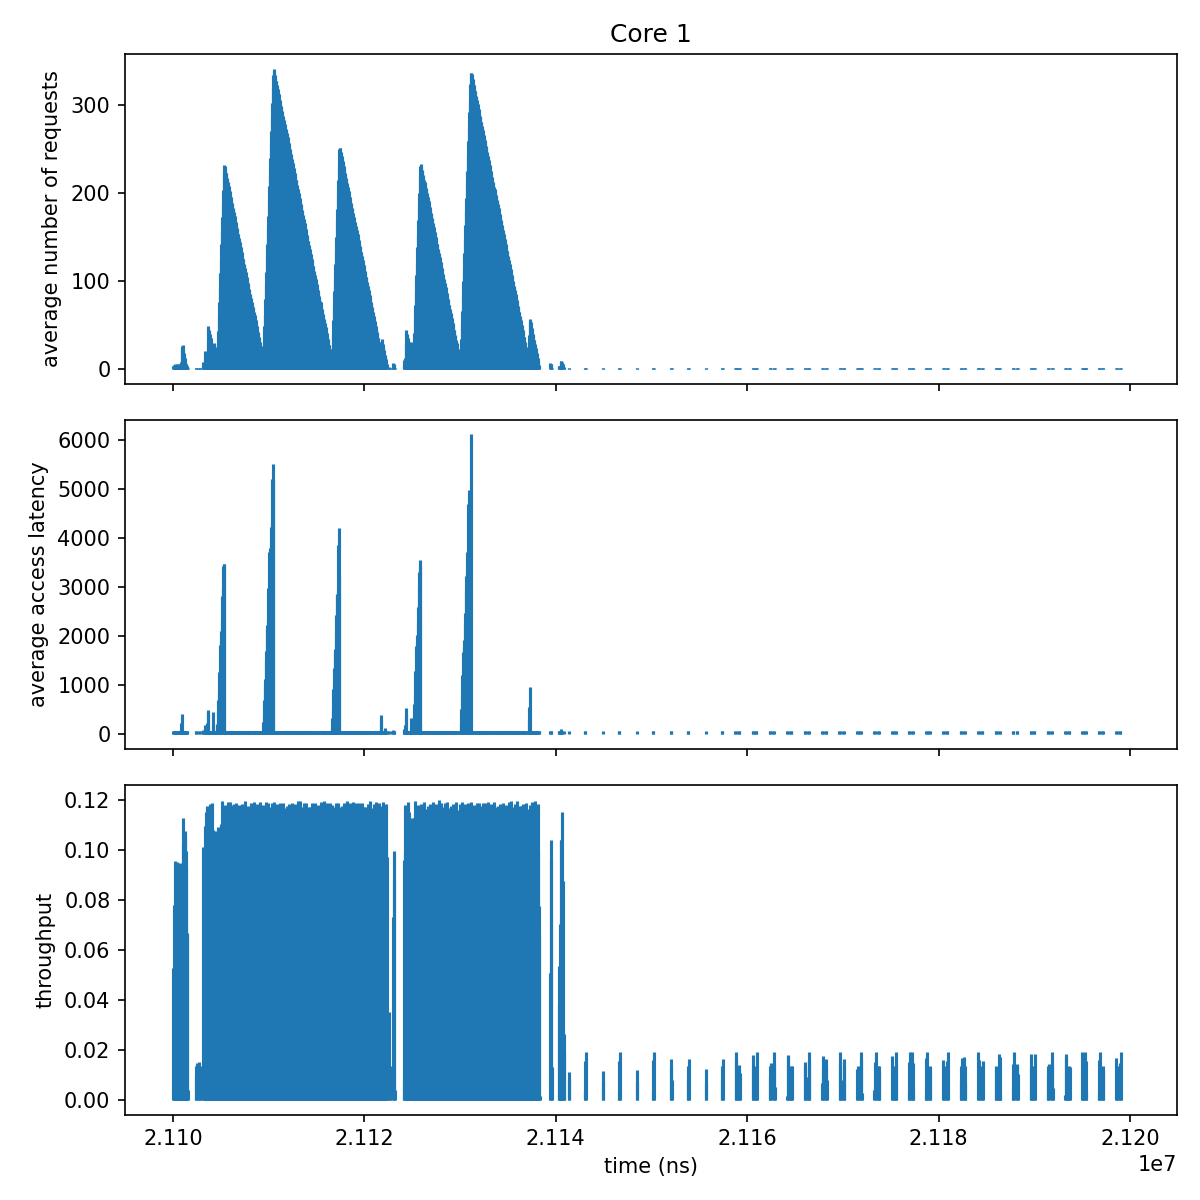 Core 1
average number of requests
300
200
100
0
average access latency
6000
5000
4000
3000
2000
1000
0
throughput
0.12
0.10
0.08
0.06
0.04
0.02
0.00
2.110 2.112 2.114 2.116 2.118 2.120
time (ns)
1e7